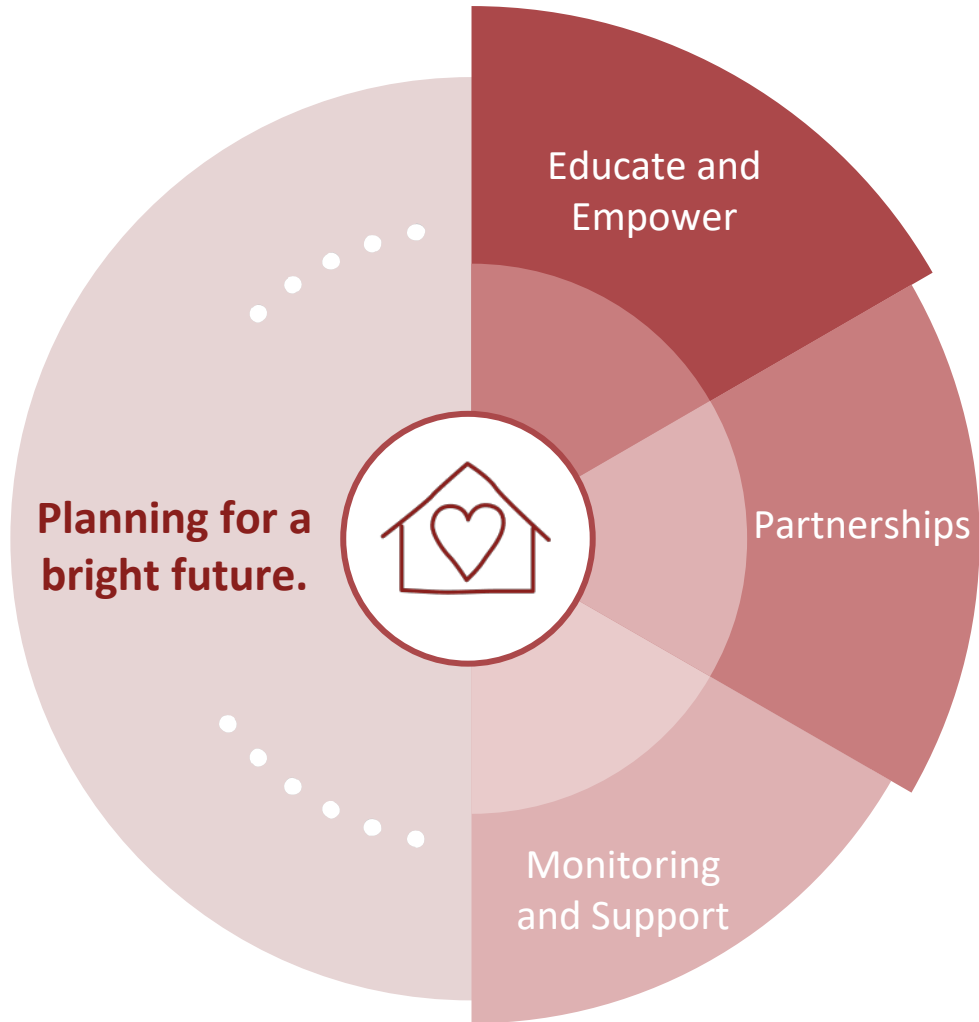 Educate and
Empower
Partnerships
Planning for a
bright future.
Monitoring
and Support